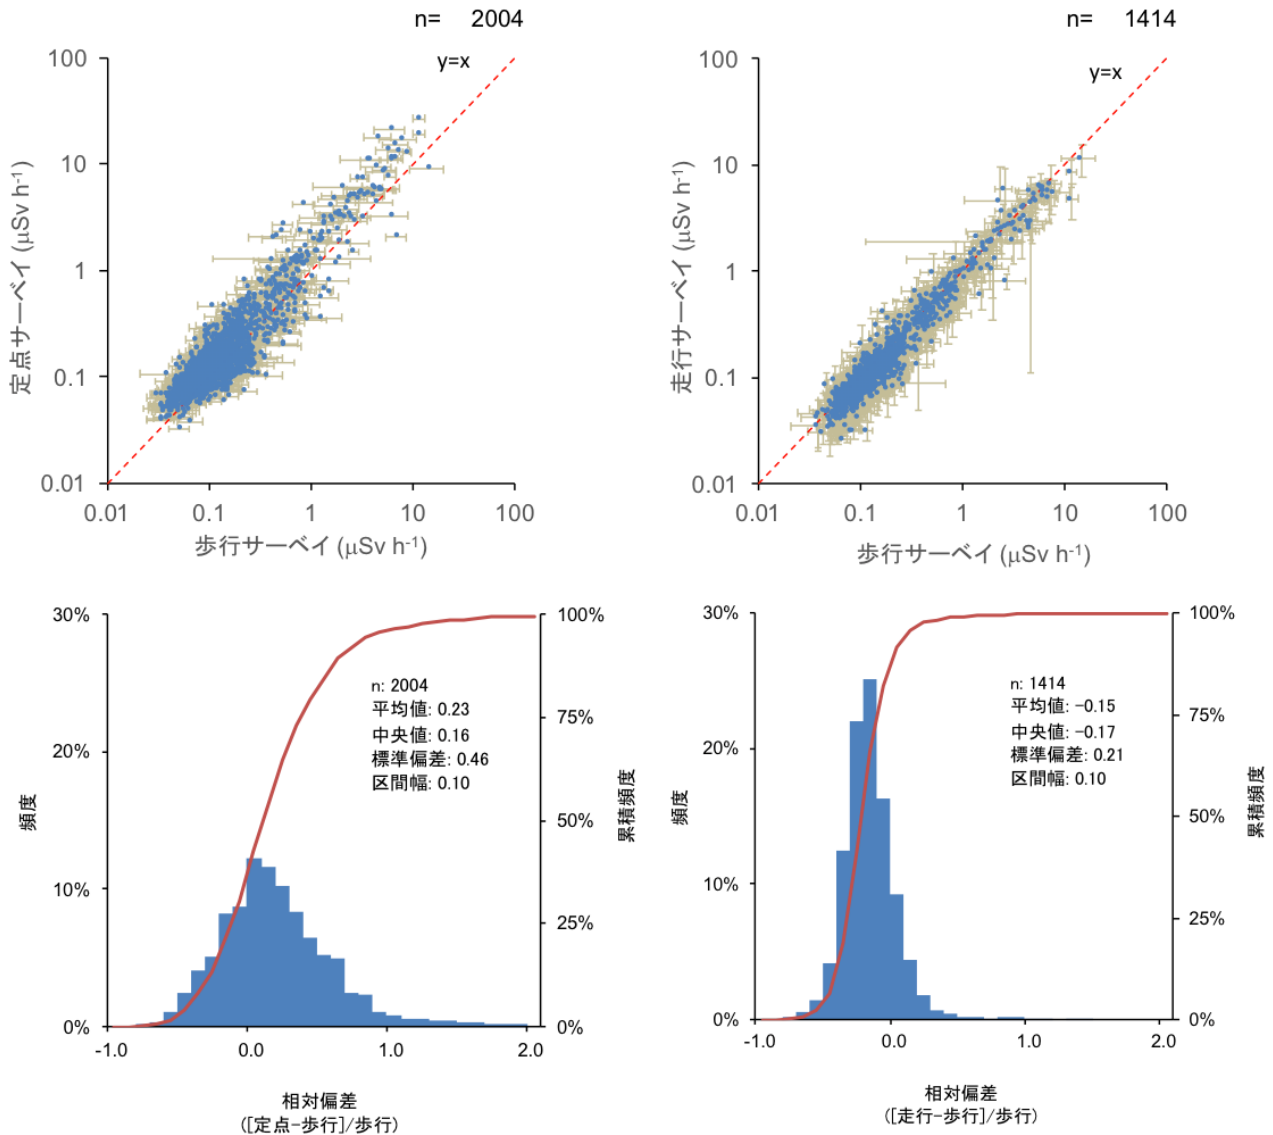 n= 2004
100
10
1
0.1
0.01
y=x
定点サーベイ (μSv h-1)
0.01 0.1 1 10 100
歩行サーベイ (μSv h-1)
n= 1414
100
10
1
0.1
0.01
y=x
走行サーベイ (μSv h-1)
0.01 0.1 1 10 100
歩行サーベイ (μSv h-1)
30%
20%
10%
0%
頻度
100%
75%
50%
25%
0%
累積頻度
n: 2004
平均値: 0.23
中央値: 0.16
標準偏差: 0.46
区間幅: 0.10
-1.0 0.0 1.0 2.0
相対偏差
([定点-歩行]/歩行)
30%
20%
10%
0%
頻度
100%
75%
50%
25%
0%
累積頻度
n: 1414
平均値: -0.15
中央値: -0.17
標準偏差: 0.21
区間幅: 0.10
-1.0 0.0 1.0 2.0
相対偏差
([走行-歩行]/歩行)